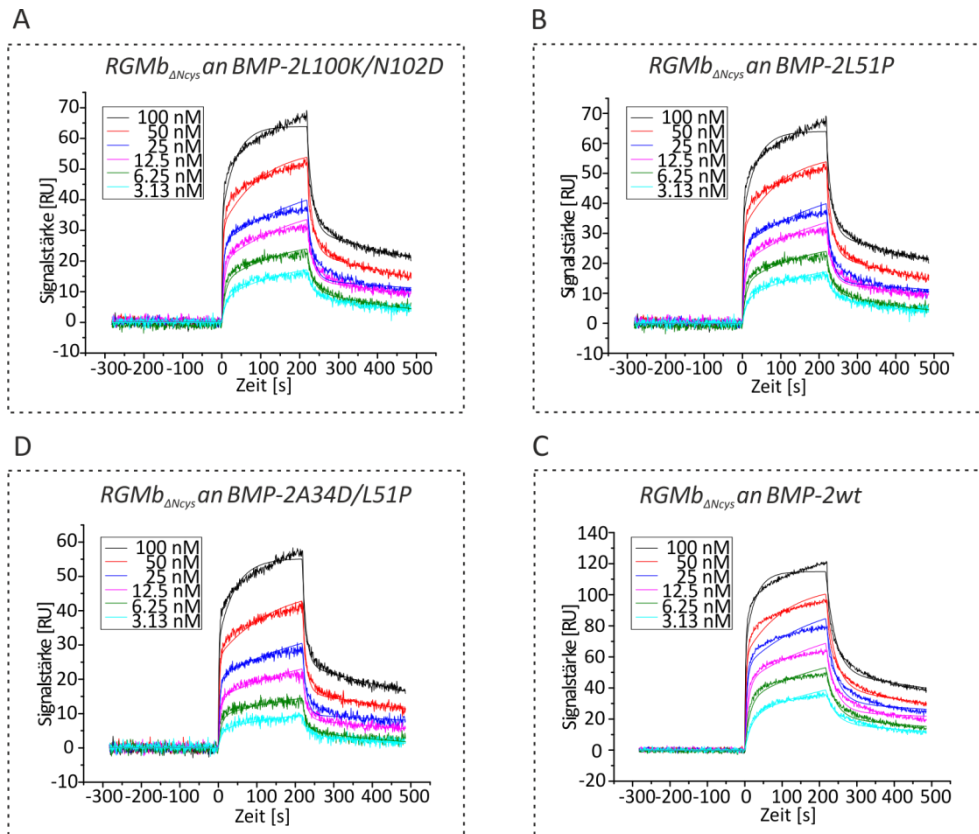 A
RGMbΔNcys an BMP-2L100K/N102D
Signalstärke [RU]
70
60
50
40
30
20
10
0
-10
100 nM
50 nM
25 nM
12.5 nM
6.25 nM
3.13 nM
-300-200-100 0 100 200 300 400 500
Zeit [s]
B
RGMbΔNcys an BMP-2L51P
Signalstärke [RU]
70
60
50
40
30
20
10
0
-10
100 nM
50 nM
25 nM
12.5 nM
6.25 nM
3.13 nM
-300-200-100 0 100 200 300 400 500
Zeit [s]
D
RGMbΔNcys an BMP-2A34D/L51P
Signalstärke [RU]
60
50
40
30
20
10
0
-10
100 nM
50 nM
25 nM
12.5 nM
6.25 nM
3.13 nM
-300-200-100 0 100 200 300 400 500
Zeit [s]
C
RGMbΔNcys an BMP-2wt
Signalstärke [RU]
140
120
100
80
60
40
20
0
-20
100 nM
50 nM
25 nM
12.5 nM
6.25 nM
3.13 nM
-300-200-100 0 100 200 300 400 500
Zeit [s]